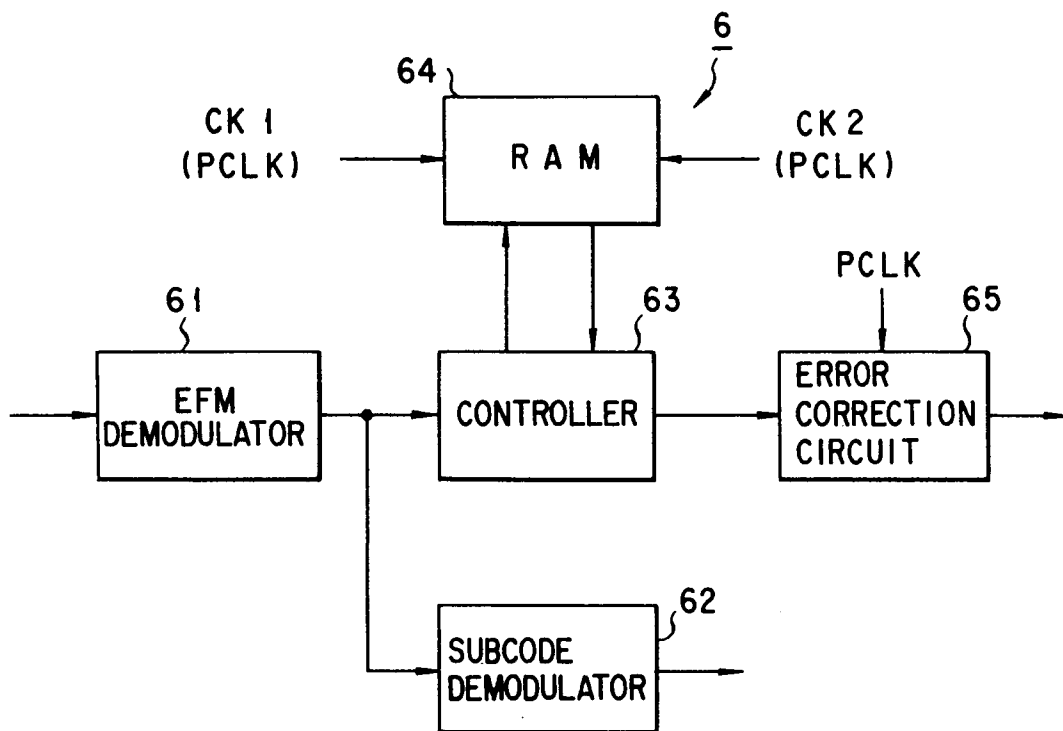 6
64
CK 1
(PCLK)
RAM
CK 2
(PCLK)
PCLK
61
63
65
EFM
DEMODULATOR
CONTROLLER
ERROR
CORRECTION
CIRCUIT
62
SUBCODE
DEMODULATOR